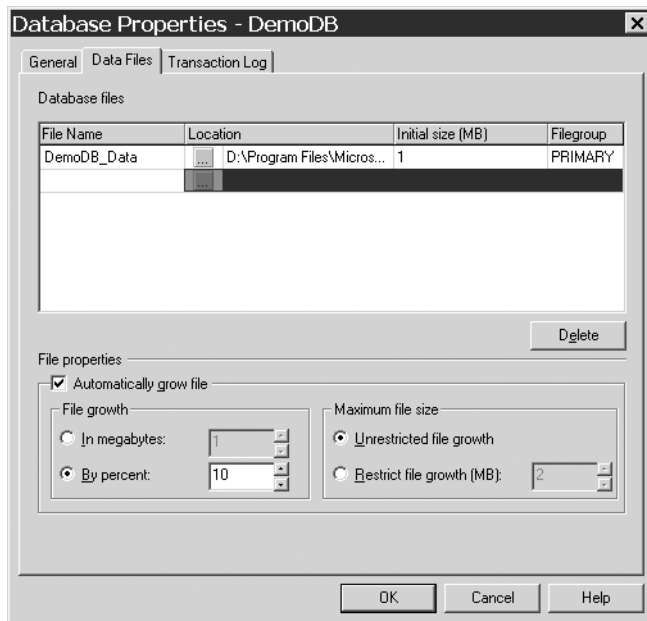 Database Properties - DemoDB
General Data Files Transaction Log
Database files
File Name Location Initial size (MB) Filegroup
DemoDB_Data ... D:\Program Files\Micros... 1 PRIMARY
...
Delete
File properties
Automatically grow file
File growth Maximum file size
In megabytes: 1 Unrestricted file growth
By percent: 10 Restrict file growth (MB): 2
OK Cancel Help